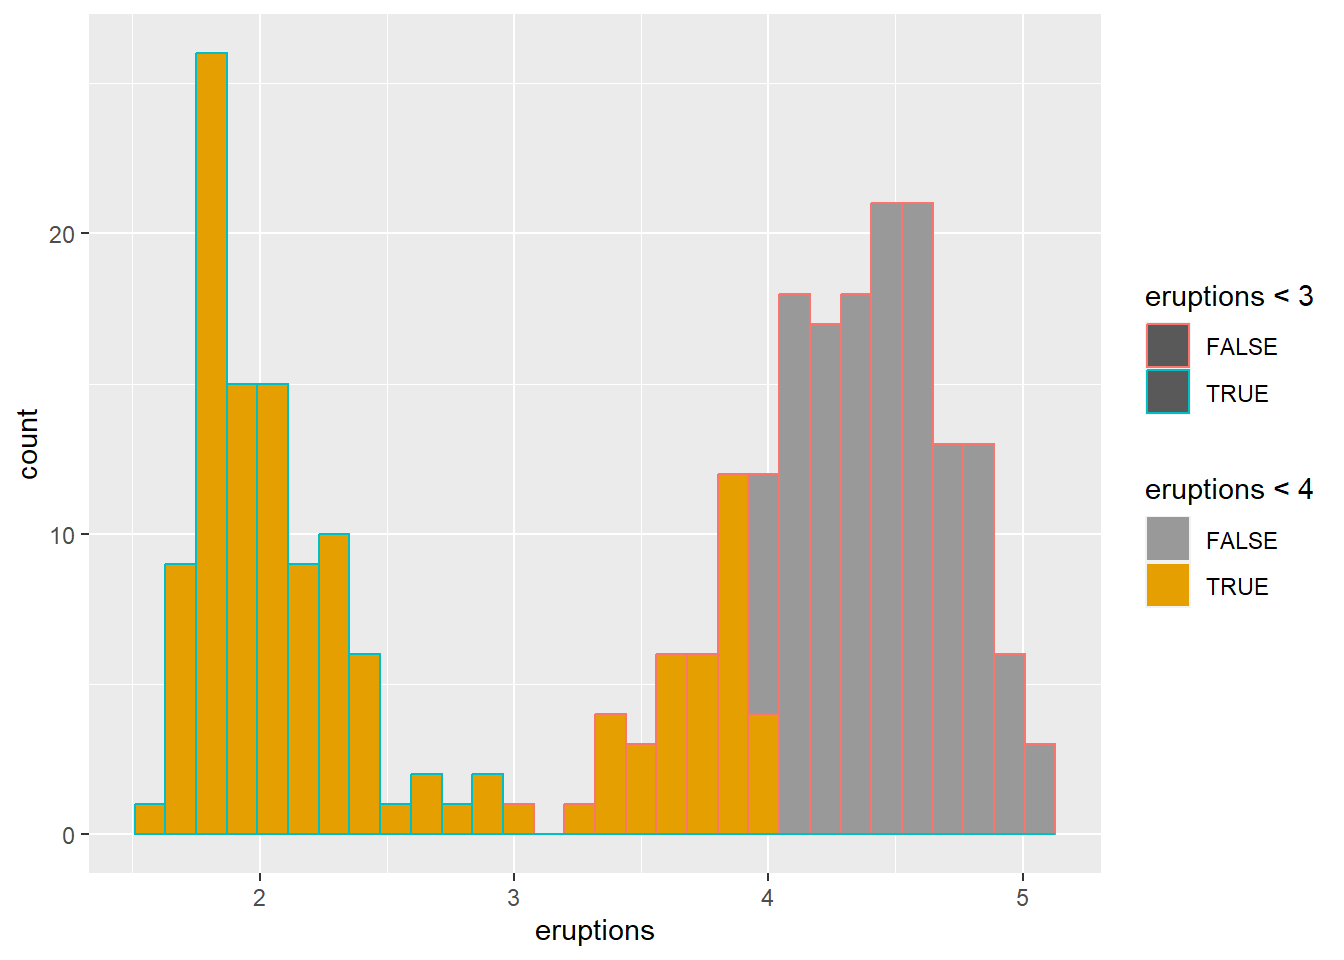 20
10
0
count
2 3 4 5
eruptions
eruptions < 3
FALSE
TRUE
eruptions < 4
FALSE
TRUE